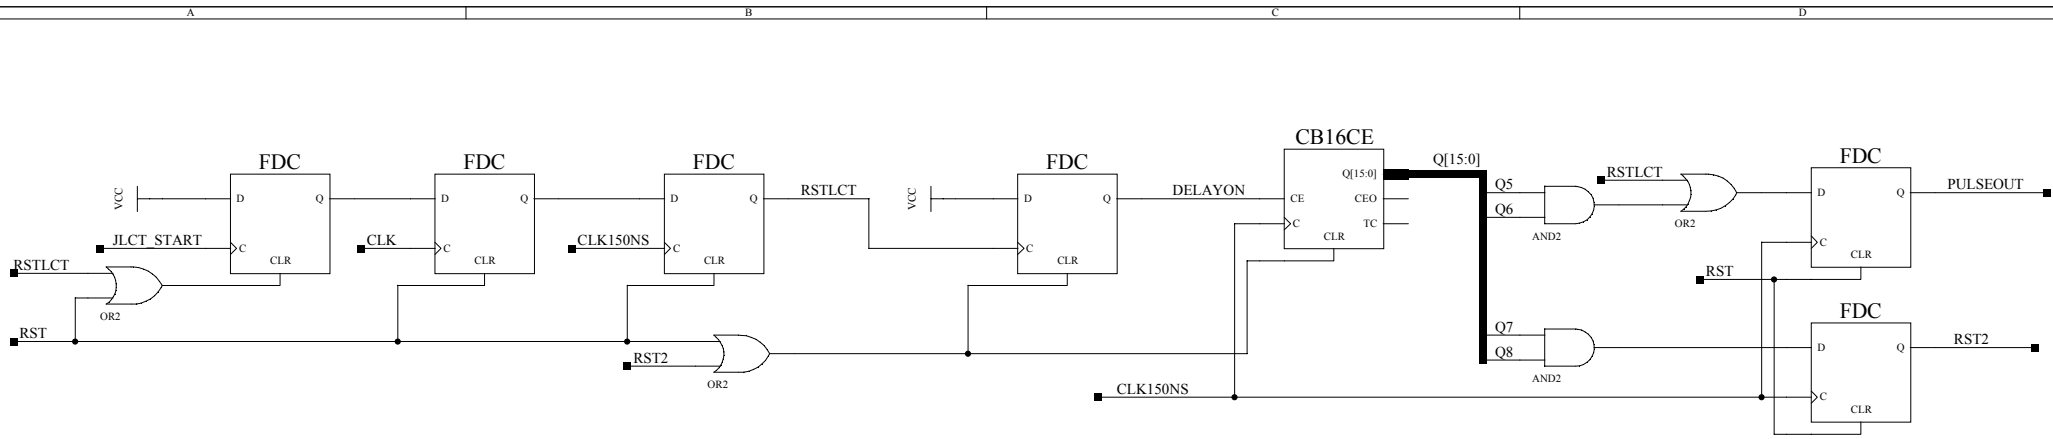 A B C D
CB16CE
FDC FDC FDC FDC FDC
Q[15:0]
Q[15:0]
RSTLCT
VCC D Q D Q D Q RSTLCT VCC D Q DELAYON CE CEO Q5 D Q PULSEOUT
Q6
C TC OR2
JLCT_START C CLK C CLK150NS C C CLR AND2 C
RSTLCT CLR CLR CLR CLR CLR
RST
OR2 FDC
RST Q7
RST2 Q8 D Q RST2
OR2 AND2
CLK150NS C
CLR